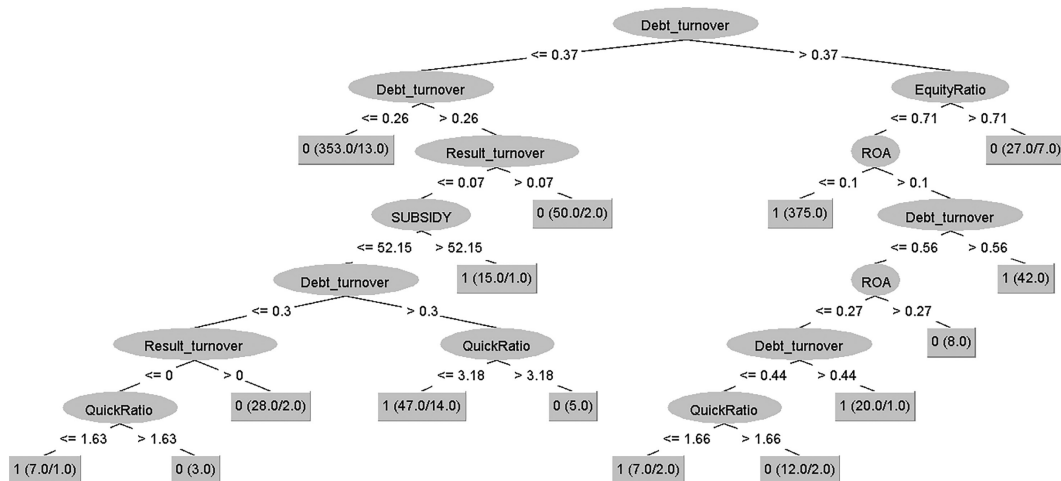 Debt_turnover
<= 0.37 > 0.37
Debt_turnover EquityRatio
<= 0.26 > 0.26 <= 0.71 > 0.71
0 (353.0/13.0) Result_turnover ROA 0 (27.0/7.0)
<= 0.07 > 0.07 <= 0.1 > 0.1
SUBSIDY 0 (50.0/2.0) 1 (375.0) Debt_turnover
<= 52.15 > 52.15 <= 0.56 > 0.56
Debt_turnover 1 (15.0/1.0) ROA 1 (42.0)
<= 0.3 > 0.3 <= 0.27 > 0.27
Result_turnover QuickRatio Debt_turnover 0 (8.0)
<= 0 > 0 <= 3.18 > 3.18 <= 0.44 > 0.44
QuickRatio 0 (28.0/2.0) 1 (47.0/14.0) 0 (5.0) QuickRatio 1 (20.0/1.0)
<= 1.63 > 1.63 <= 1.66 > 1.66
1 (7.0/1.0) 0 (3.0) 1 (7.0/2.0) 0 (12.0/2.0)